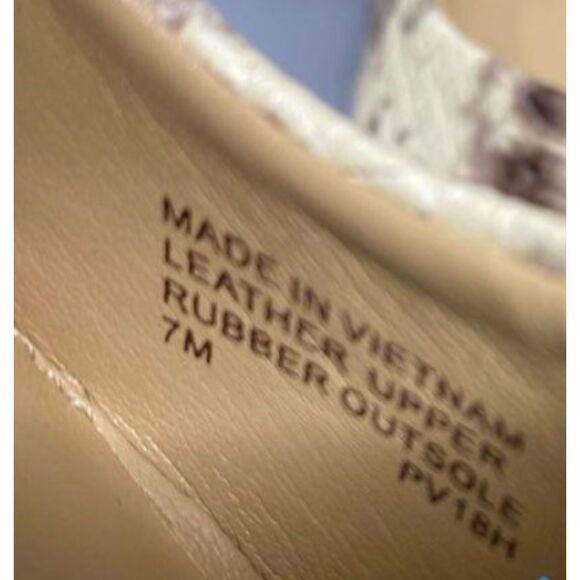 MADE IN VIETNAM
LEATHER UPPER
RUBBER OUTSOLE
7M PV18H